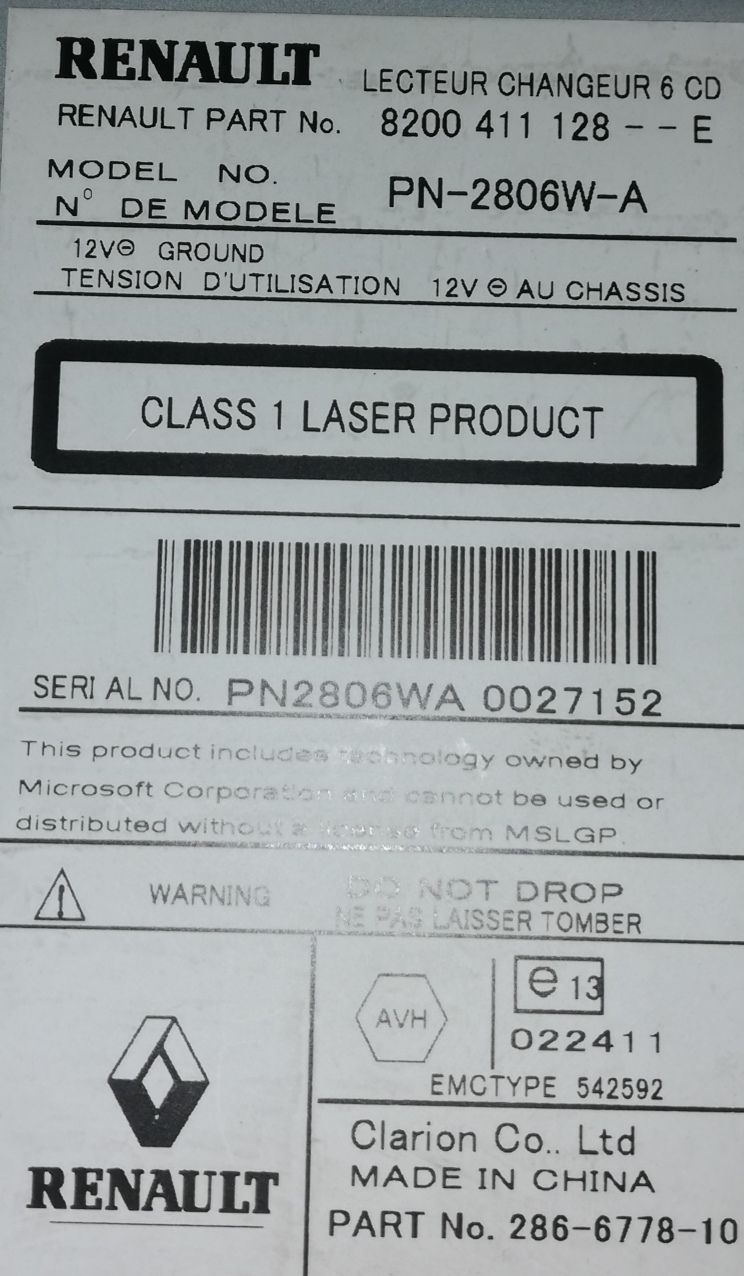 RENAULT LECTEUR CHANGEUR 6 CD
RENAULT PART No. 8200 411 128 - - E
MODEL NO.
N° DE MODELE PN-2806W-A
12V⊖ GROUND
TENSION D'UTILISATION 12V ⊖ AU CHASSIS
CLASS 1 LASER PRODUCT
SERIAL NO. PN2806WA 0027152
This product includes technology owned by
Microsoft Corporation and cannot be used or
distributed without a license from MSLGP.
WARNING DO NOT DROP
NE PAS LAISSER TOMBER
AVH
e 13
022411
EMCTYPE 542592
RENAULT
Clarion Co.. Ltd
MADE IN CHINA
PART No. 286-6778-10